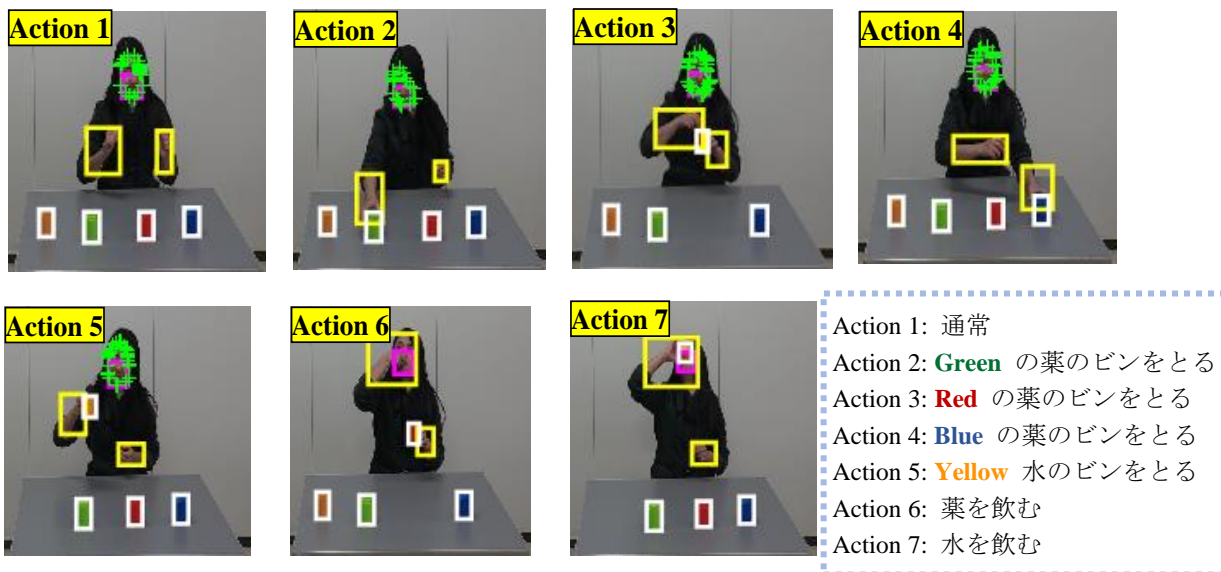 Action 1
Action 2
Action 3
Action 4
Action 5
Action 6
Action 7
Action 1: 通常
Action 2: Green の薬のビンをとる
Action 3: Red の薬のビンをとる
Action 4: Blue の薬のビンをとる
Action 5: Yellow 水のビンをとる
Action 6: 薬を飲む
Action 7: 水を飲む